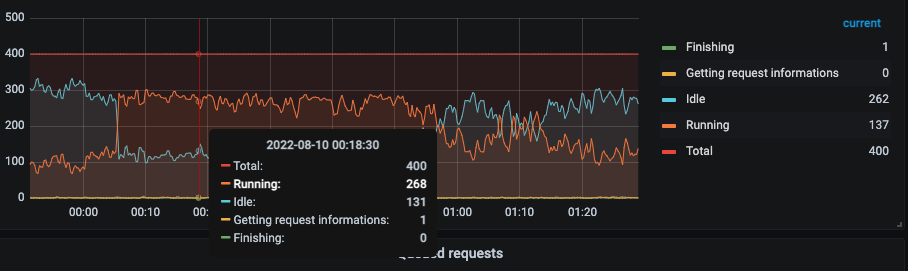 500
400
300
200
100
0
00:00
00:10
00:
01:00
01:10
01:20
2022-08-10 00:18:30
Total: 400
Running: 268
Idle: 131
Getting request informations: 1
Finishing: 0
current
Finishing 1
Getting request informations 0
Idle 262
Running 137
Total 400
requests